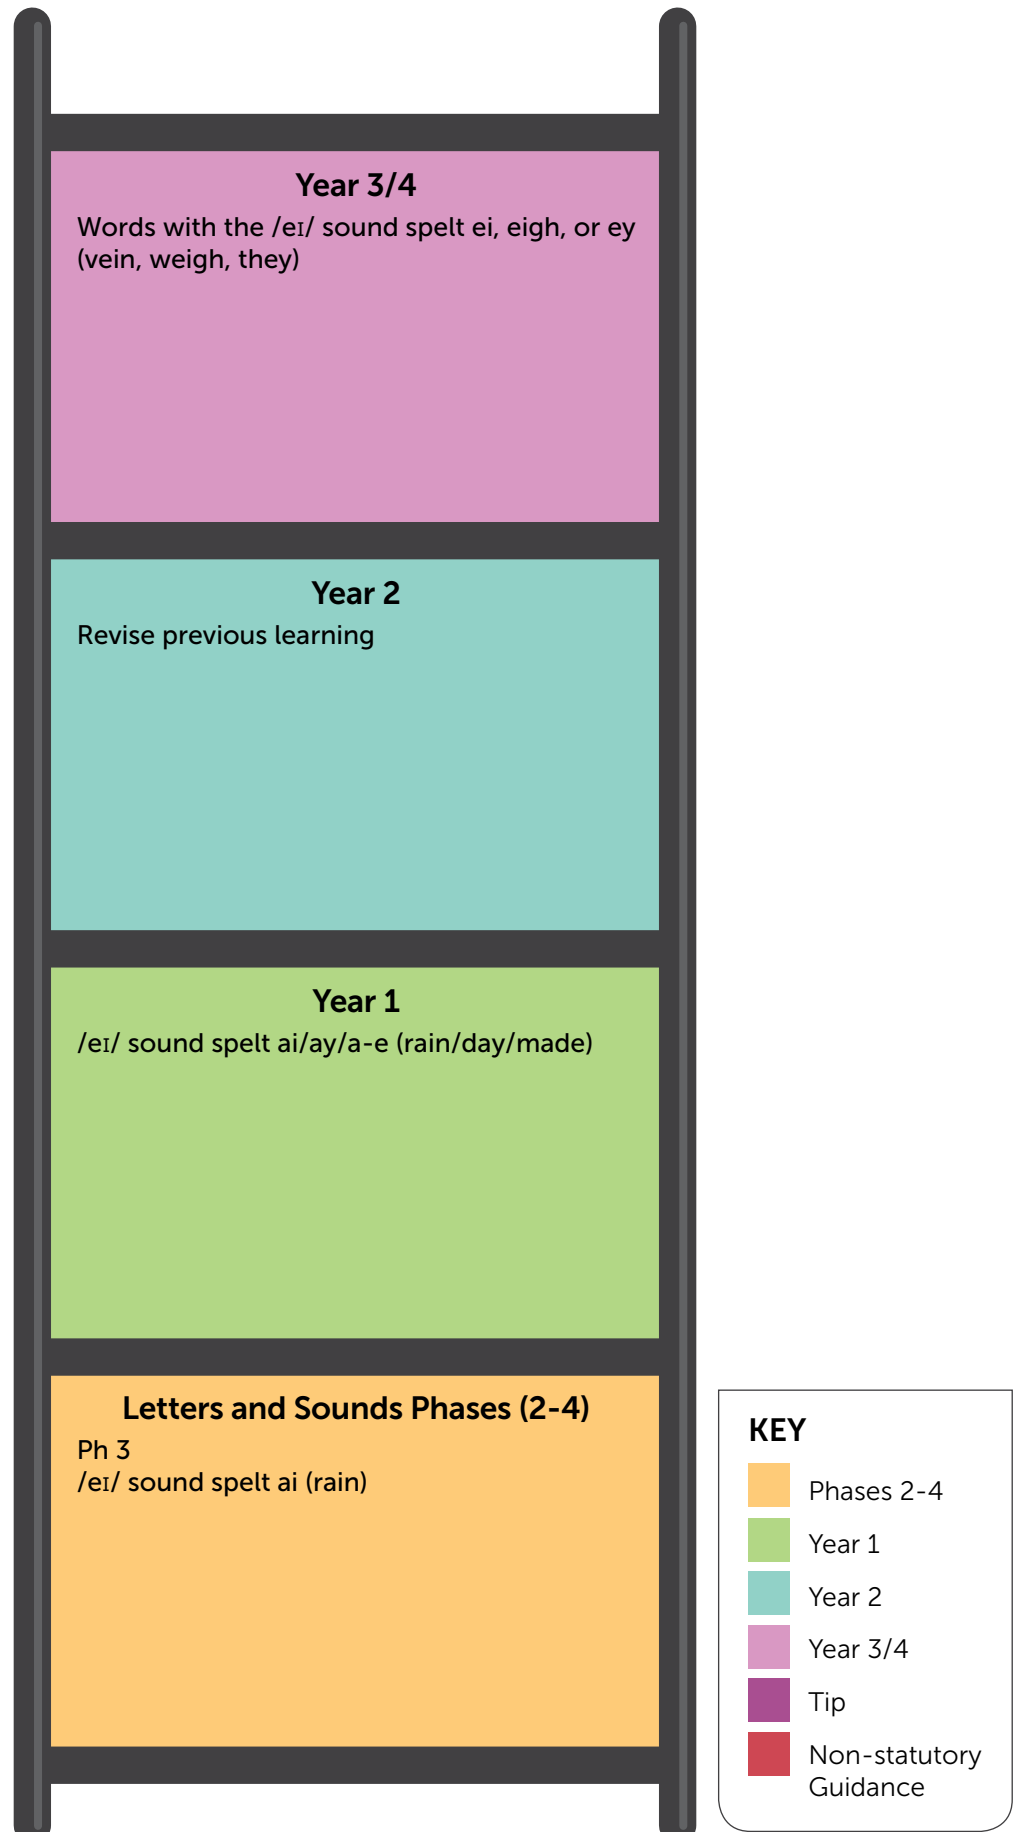 Year 3/4
Words with the /eɪ/ sound spelt ei, eigh, or ey
(vein, weigh, they)
Year 2
Revise previous learning
Year 1
/eɪ/ sound spelt ai/ay/a-e (rain/day/made)
Letters and Sounds Phases (2-4)
Ph 3
/eɪ/ sound spelt ai (rain)
KEY
Phases 2-4
Year 1
Year 2
Year 3/4
Tip
Non-statutory
Guidance